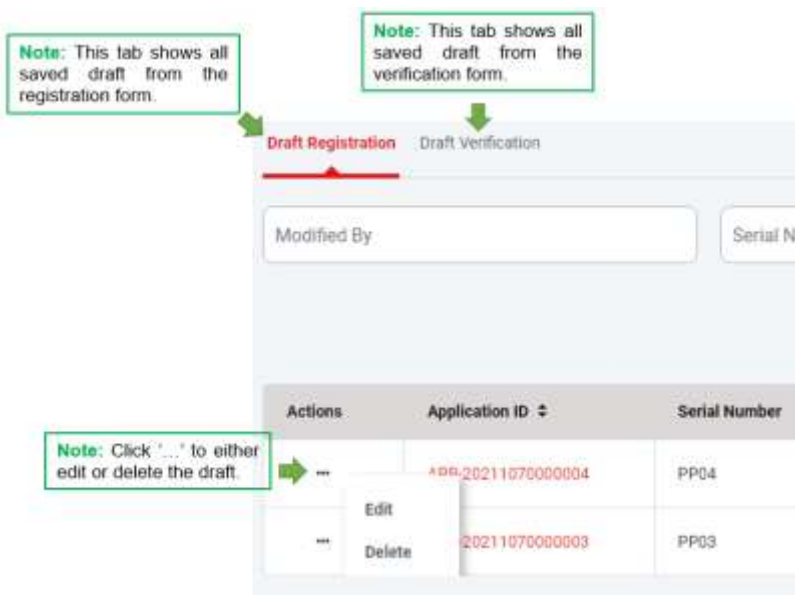 Note: This tab shows all
saved draft from the
registration form.
Note: This tab shows all
saved draft from the
verification form.
Draft Registration Draft Verification
Modified By Serial N
Actions Application ID Serial Number
Note: Click '...' to either
edit or delete the draft.
... APP-20211070000004 PP04
Edit
... 20211070000003 PP03
Delete